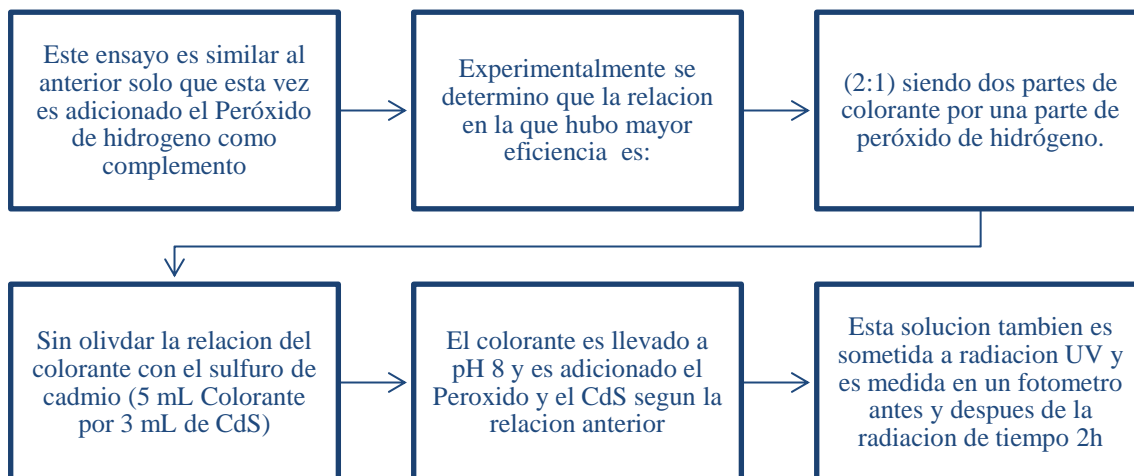 Este ensayo es similar al
anterior solo que esta vez
es adicionado el Peróxido
de hidrogeno como
complemento
Experimentalmente se
determino que la relacion
en la que hubo mayor
eficiencia es:
(2:1) siendo dos partes de
colorante por una parte de
peróxido de hidrógeno.
Sin olivdar la relacion del
colorante con el sulfuro de
cadmio (5 mL Colorante
por 3 mL de CdS)
El colorante es llevado a
pH 8 y es adicionado el
Peroxido y el CdS segun la
relacion anterior
Esta solucion tambien es
sometida a radiacion UV y
es medida en un fotometro
antes y despues de la
radiacion de tiempo 2h